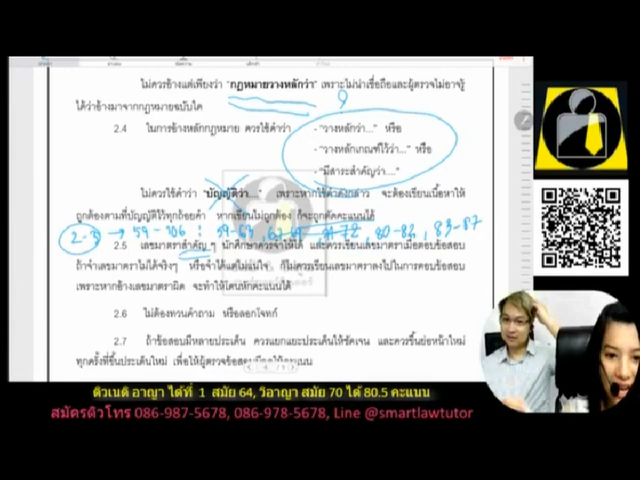 ไม่ควรอ้างแต่เพียงว่า "กฎหมายวางหลักว่า" เพราะไม่น่าเชื่อถือและผู้ตรวจไม่อาจรู้
ได้ว่าอ้างมาจากกฎหมายฉบับใด
2.4 ในการอ้างหลักกฎหมาย ควรใช้คำว่า - "วางหลักว่า..." หรือ
- "วางหลักเกณฑ์ไว้ว่า..." หรือ
- "มีสาระสำคัญว่า...."
ไม่ควรใช้คำว่า "บัญญัติว่า..." เพราะหากใช้คำดังกล่าว จะต้องเขียนเนื้อหาให้
ถูกต้องตามที่บัญญัติไว้ทุกถ้อยคำ หากเขียนไม่ถูกต้อง ก็จะถูกตัดคะแนนได้
2-3 → 59-106 : 59-63, 67-69 72, 80-82, 83-87
2.5 เลขมาตราสำคัญ ๆ นักศึกษาควรจำให้ได้ และควรเขียนเลขมาตราเมื่อตอบข้อสอบ
ถ้าจำเลขมาตราไม่ได้จริงๆ หรือจำได้แต่ไม่แน่ใจ ก็ไม่ควรเขียนเลขมาตราลงไปในการตอบข้อสอบ
เพราะหากอ้างเลขมาตราผิด จะทำให้โดนหักคะแนนได้
2.6 ไม่ต้องทวนคำถาม หรือลอกโจทก์
2.7 ถ้าข้อสอบมีหลายประเด็น ควรแยกแยะประเด็นให้ชัดเจน และควรขึ้นย่อหน้าใหม่
ทุกครั้งที่ขึ้นประเด็นใหม่ เพื่อให้ผู้ตรวจข้อสอบ คะแนน
ติวเนติ อาญา ได้ที่ 1 สมัย 64, วิอาญา สมัย 70 ได้ 80.5 คะแนน
สมัครติวโทร 086-987-5678, 086-978-5678, Line @smartlawtutor